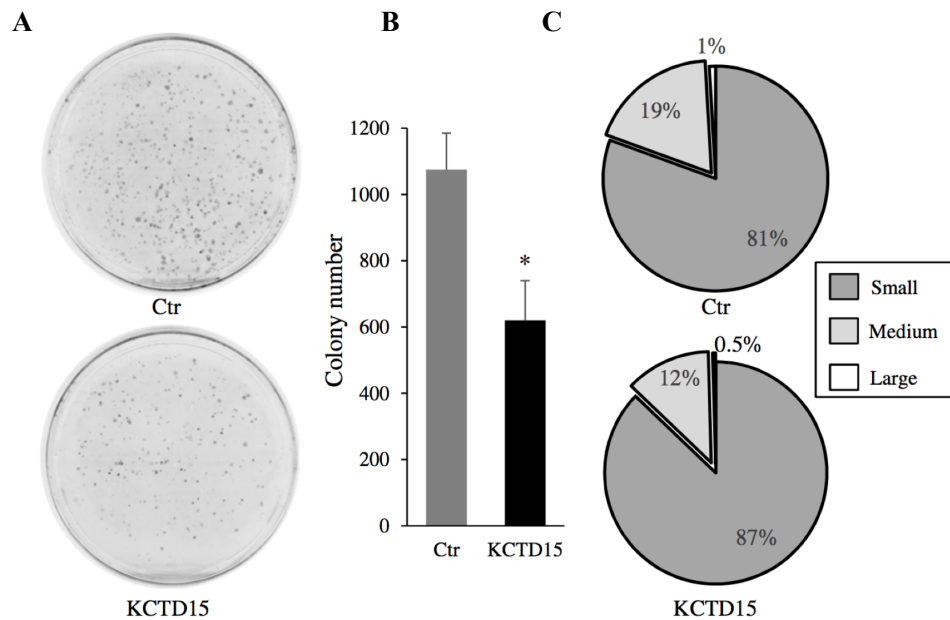 A
B
C
Ctr
KCTD15
1200
1000
800
600
400
200
0
Colony number
*
Ctr
KCTD15
1%
19%
81%
Ctr
0.5%
12%
87%
KCTD15
Small
Medium
Large